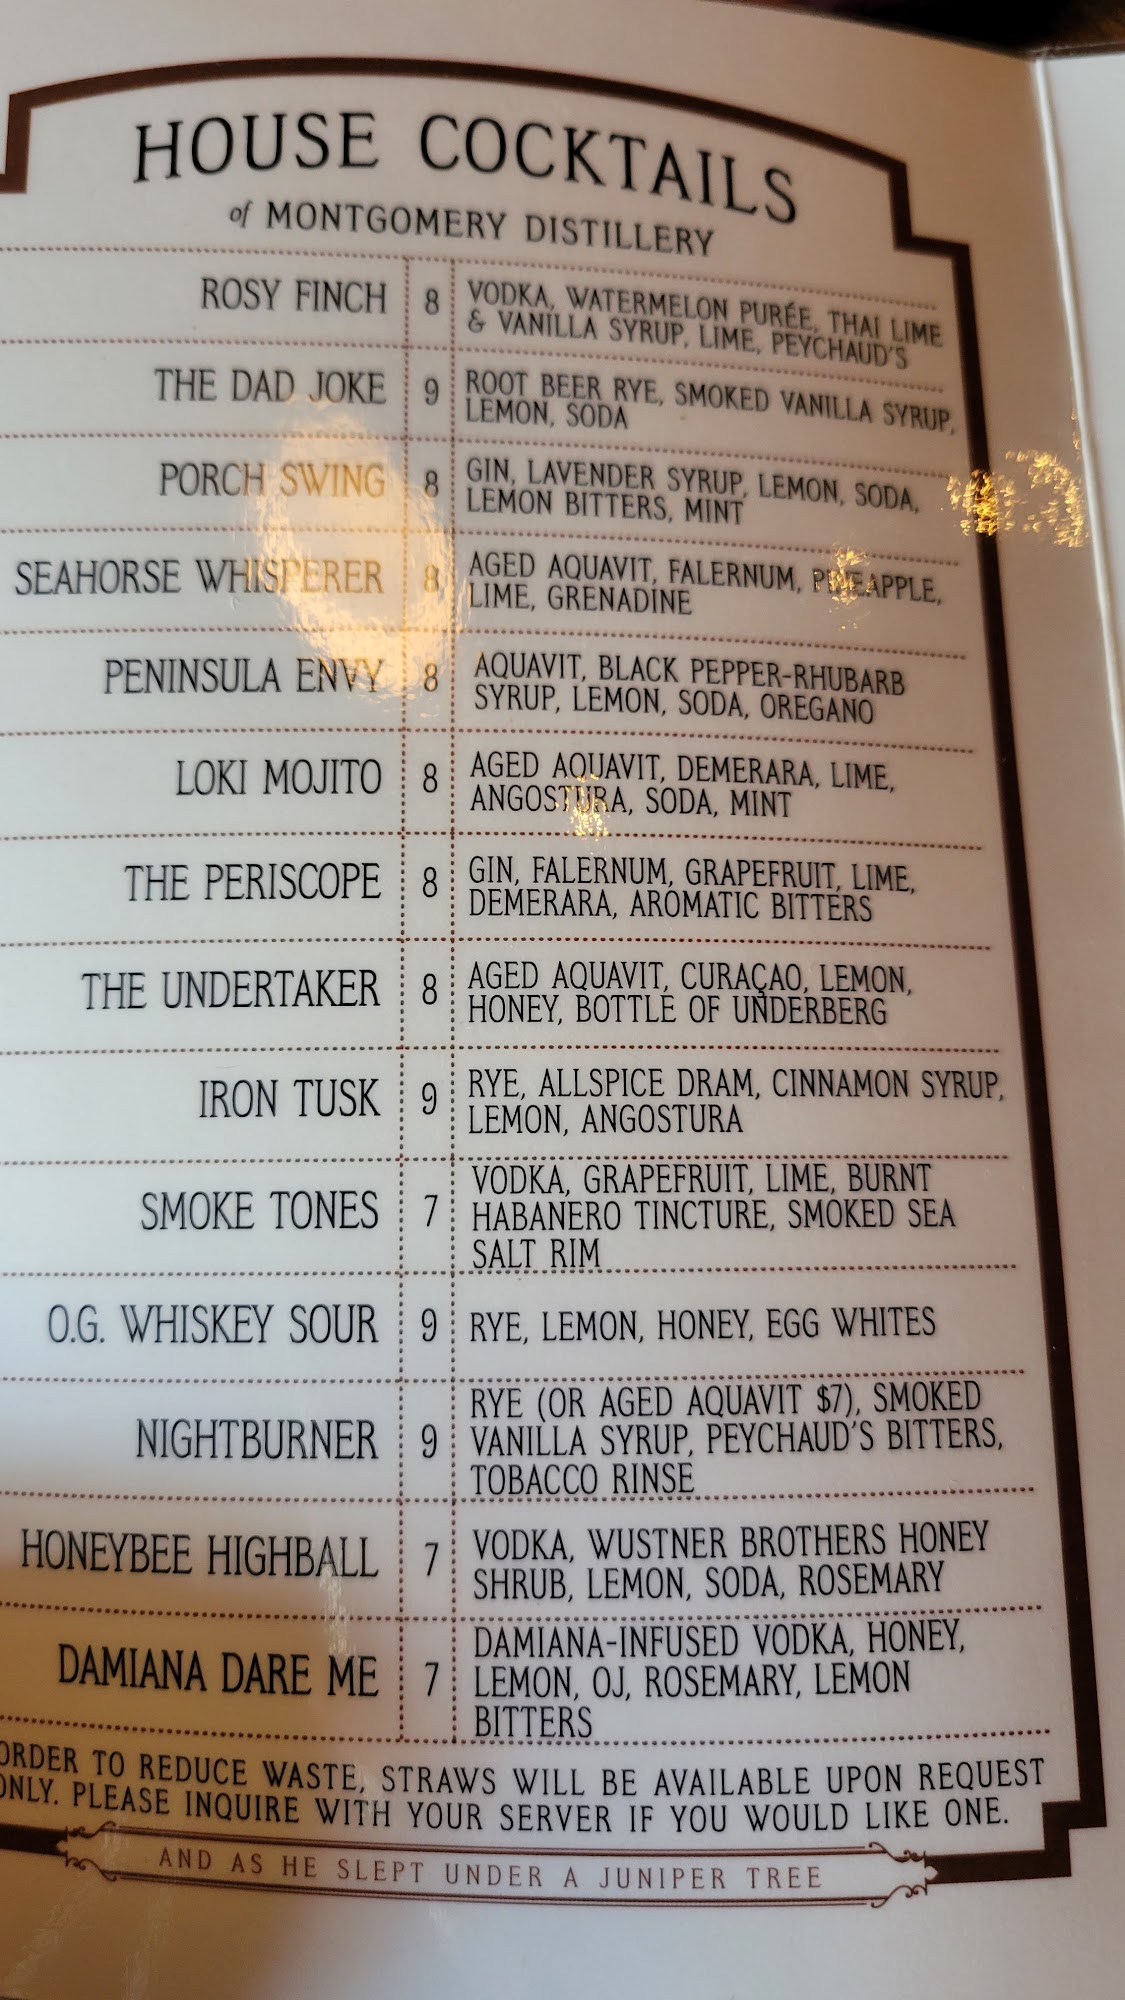 HOUSE COCKTAILS
of MONTGOMERY DISTILLERY
ROSY FINCH 8 VODKA, WATERMELON PURÉE, THAI LIME
& VANILLA SYRUP, LIME, PEYCHAUD'S
THE DAD JOKE 9 ROOT BEER RYE, SMOKED VANILLA SYRUP,
LEMON, SODA
PORCH SWING 8 GIN, LAVENDER SYRUP, LEMON, SODA,
LEMON BITTERS, MINT
SEAHORSE WHISPERER 8 AGED AQUAVIT, FALERNUM, PINEAPPLE,
LIME, GRENADINE
PENINSULA ENVY 8 AQUAVIT, BLACK PEPPER-RHUBARB
SYRUP, LEMON, SODA, OREGANO
LOKI MOJITO 8 AGED AQUAVIT, DEMERARA, LIME,
ANGOSTURA, SODA, MINT
THE PERISCOPE 8 GIN, FALERNUM, GRAPEFRUIT, LIME,
DEMERARA, AROMATIC BITTERS
THE UNDERTAKER 8 AGED AQUAVIT, CURAÇAO, LEMON,
HONEY, BOTTLE OF UNDERBERG
IRON TUSK 9 RYE, ALLSPICE DRAM, CINNAMON SYRUP,
LEMON, ANGOSTURA
SMOKE TONES 7 VODKA, GRAPEFRUIT, LIME, BURNT
HABANERO TINCTURE, SMOKED SEA
SALT RIM
O.G. WHISKEY SOUR 9 RYE, LEMON, HONEY, EGG WHITES
NIGHTBURNER 9 RYE (OR AGED AQUAVIT $7), SMOKED
VANILLA SYRUP, PEYCHAUD'S BITTERS,
TOBACCO RINSE
HONEYBEE HIGHBALL 7 VODKA, WUSTNER BROTHERS HONEY
SHRUB, LEMON, SODA, ROSEMARY
DAMIANA DARE ME 7 DAMIANA-INFUSED VODKA, HONEY,
LEMON, OJ, ROSEMARY, LEMON
BITTERS
ORDER TO REDUCE WASTE, STRAWS WILL BE AVAILABLE UPON REQUEST
ONLY. PLEASE INQUIRE WITH YOUR SERVER IF YOU WOULD LIKE ONE.
AND AS HE SLEPT UNDER A JUNIPER TREE